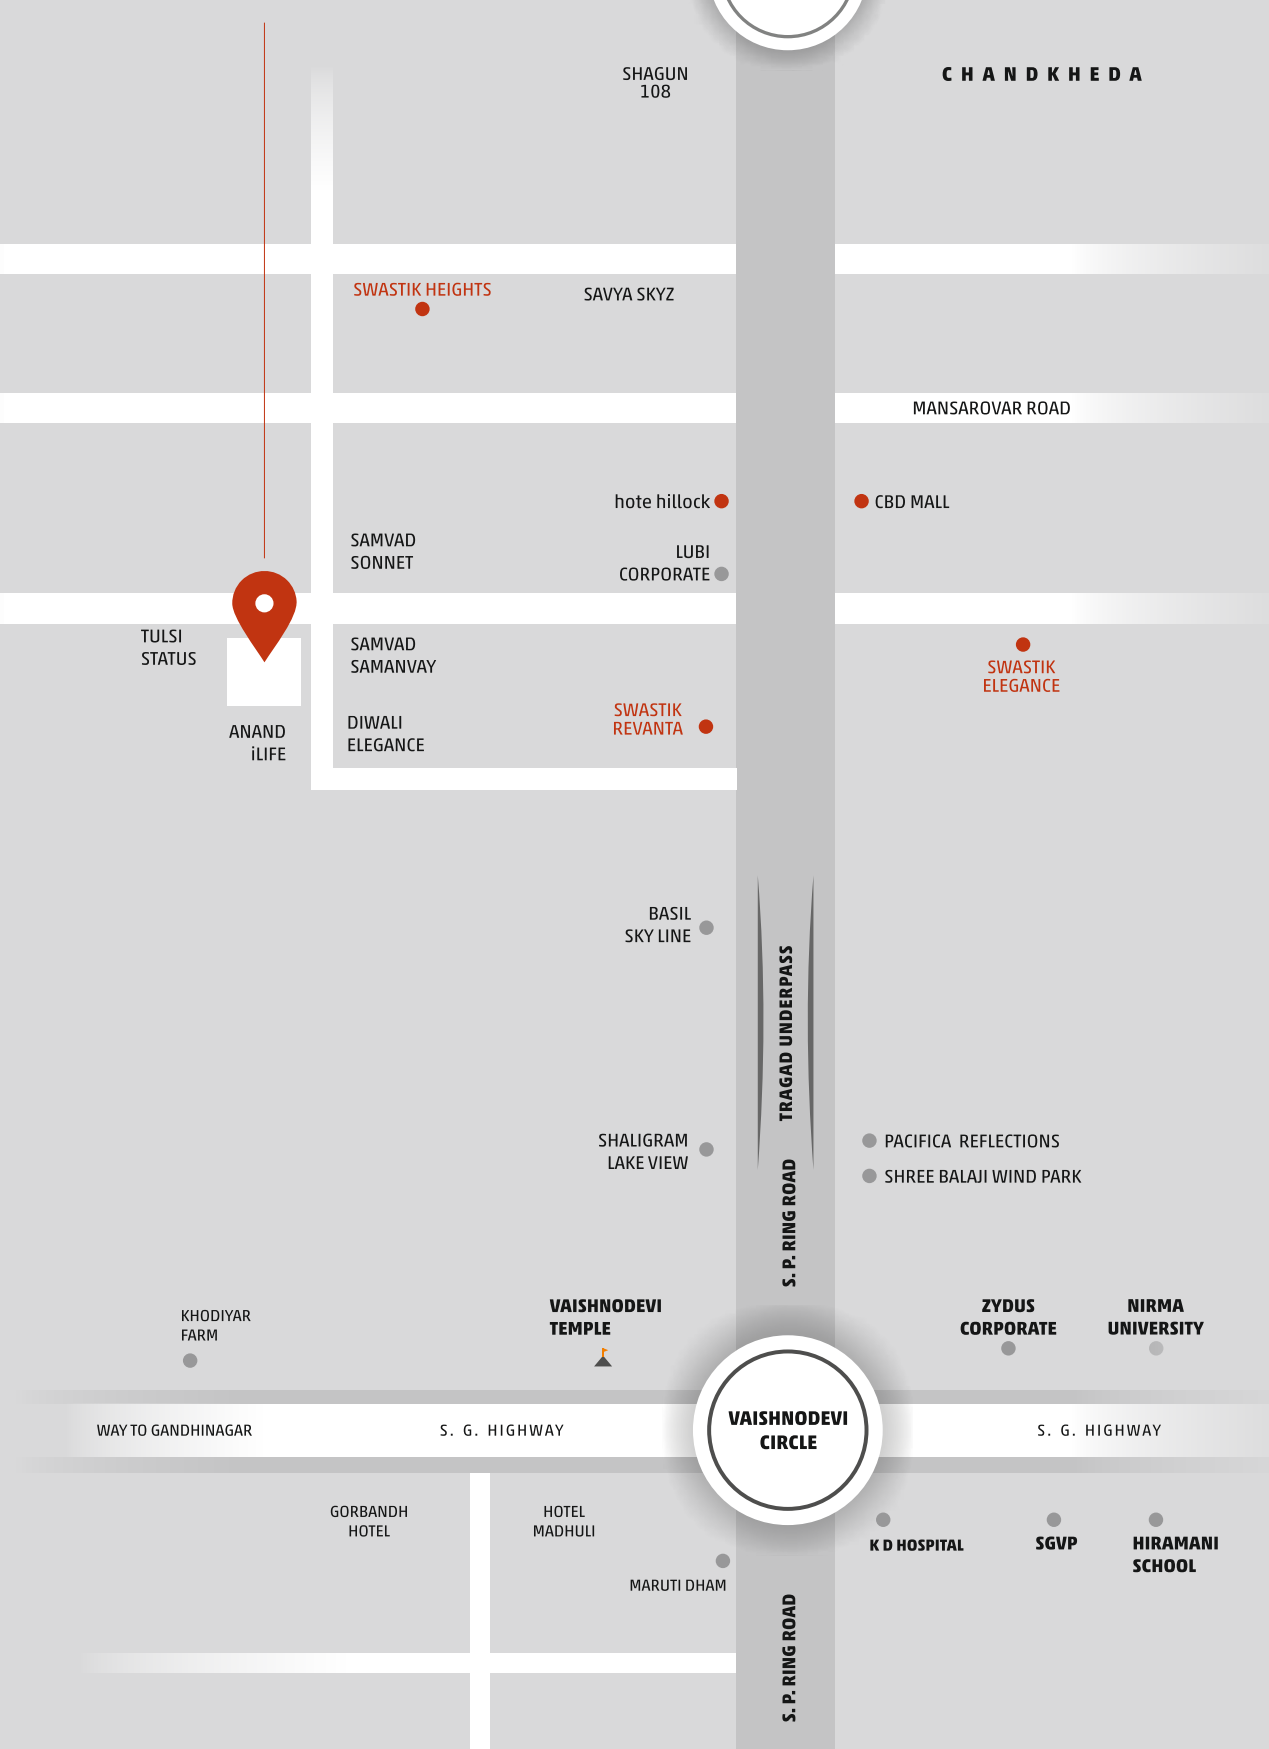 SHAGUN
108
CHANDKHEDA
SWASTIK HEIGHTS
SAVYA SKYZ
MANSAROVAR ROAD
hote hillock
CBD MALL
SAMVAD
SONNET
LUBI
CORPORATE
TULSI
STATUS
SAMVAD
SAMANVAY
SWASTIK
ELEGANCE
ANAND
iLIFE
DIWALI
ELEGANCE
SWASTIK
REVANTA
BASIL
SKY LINE
TRAGAD UNDERPASS
SHALIGRAM
LAKE VIEW
PACIFICA REFLECTIONS
SHREE BALAJI WIND PARK
S. P. RING ROAD
KHODIYAR
FARM
VAISHNODEVI
TEMPLE
ZYDUS
CORPORATE
NIRMA
UNIVERSITY
WAY TO GANDHINAGAR
S. G. HIGHWAY
VAISHNODEVI
CIRCLE
S. G. HIGHWAY
GORBANDH
HOTEL
HOTEL
MADHULI
MARUTI DHAM
K D HOSPITAL
SGVP
HIRAMANI
SCHOOL
S. P. RING ROAD